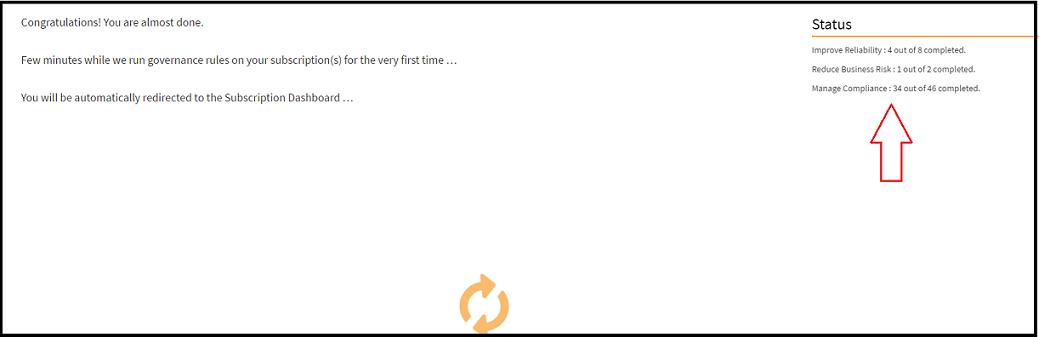 Congratulations! You are almost done.
Few minutes while we run governance rules on your subscription(s) for the very first time ...
You will be automatically redirected to the Subscription Dashboard ...
Status
Improve Reliability : 4 out of 8 completed.
Reduce Business Risk : 1 out of 2 completed.
Manage Compliance : 34 out of 46 completed.